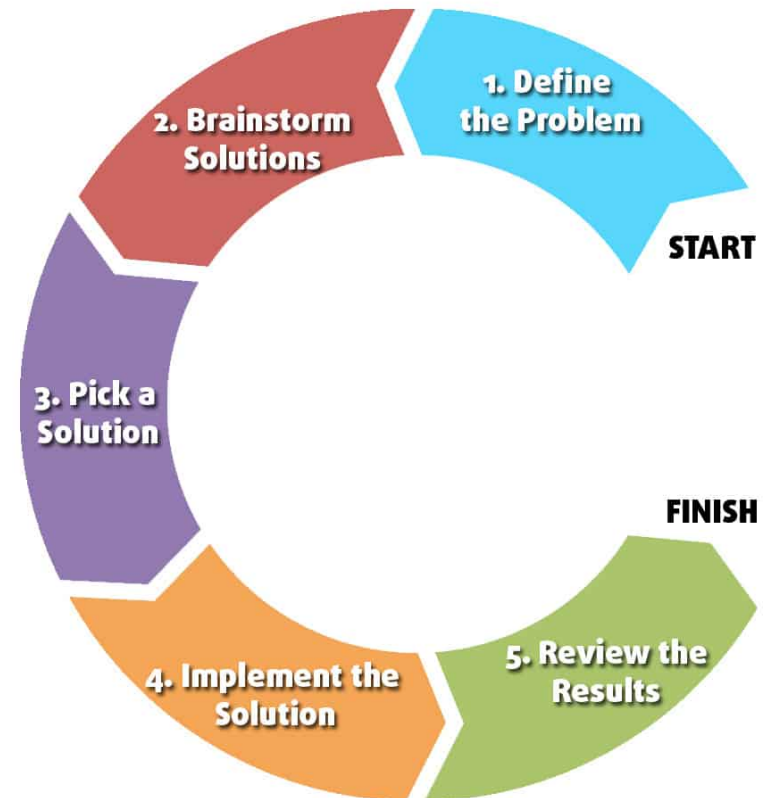 START
1. Define
the Problem
2. Brainstorm
Solutions
3. Pick a
Solution
4. Implement the
Solution
5. Review the
Results
FINISH